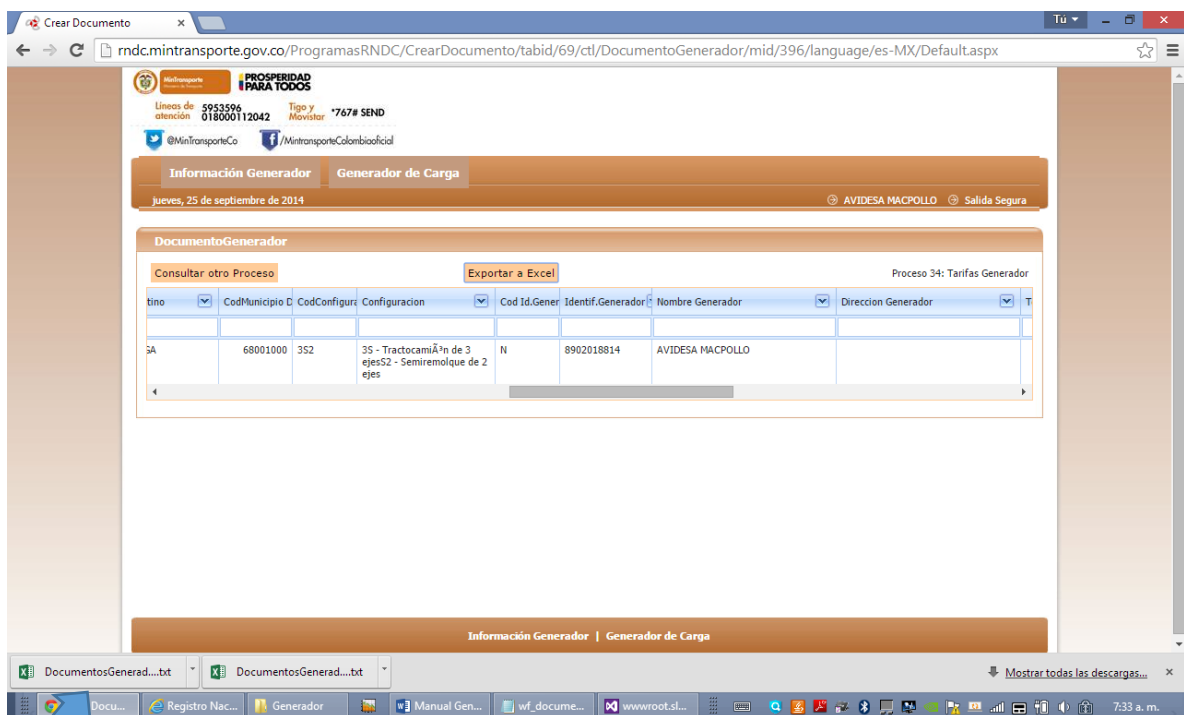 Crear Documento
Tú
rndc.mintransporte.gov.co/ProgramasRNDC/CrearDocumento/tabid/69/ctl/DocumentoGenerador/mid/396/language/es-MX/Default.aspx
MinTransporte
PROSPERIDAD
PARA TODOS
Líneas de atención 5953596 018000112042 Tigo y Movistar *767# SEND
@MinTransporteCo /MintransporteColombiaoficial
Información Generador Generador de Carga
jueves, 25 de septiembre de 2014 AVIDESA MACPOLLO Salida Segura
DocumentoGenerador
Consultar otro Proceso Exportar a Excel Proceso 34: Tarifas Generador
tino CodMunicipio D CodConfigura Configuracion Cod Id.Gener Identif.Generador Nombre Generador Direccion Generador T
GA 68001000 3S2 3S - TractocamiÃ³n de 3 N 8902018814 AVIDESA MACPOLLO
ejesS2 - Semiremolque de 2
ejes
Información Generador | Generador de Carga
DocumentosGenerad....txt DocumentosGenerad....txt Mostrar todas las descargas...
Docu... Registro Nac... Generador Manual Gen... wf_docume... wwwroot.sl... 7:33 a. m.